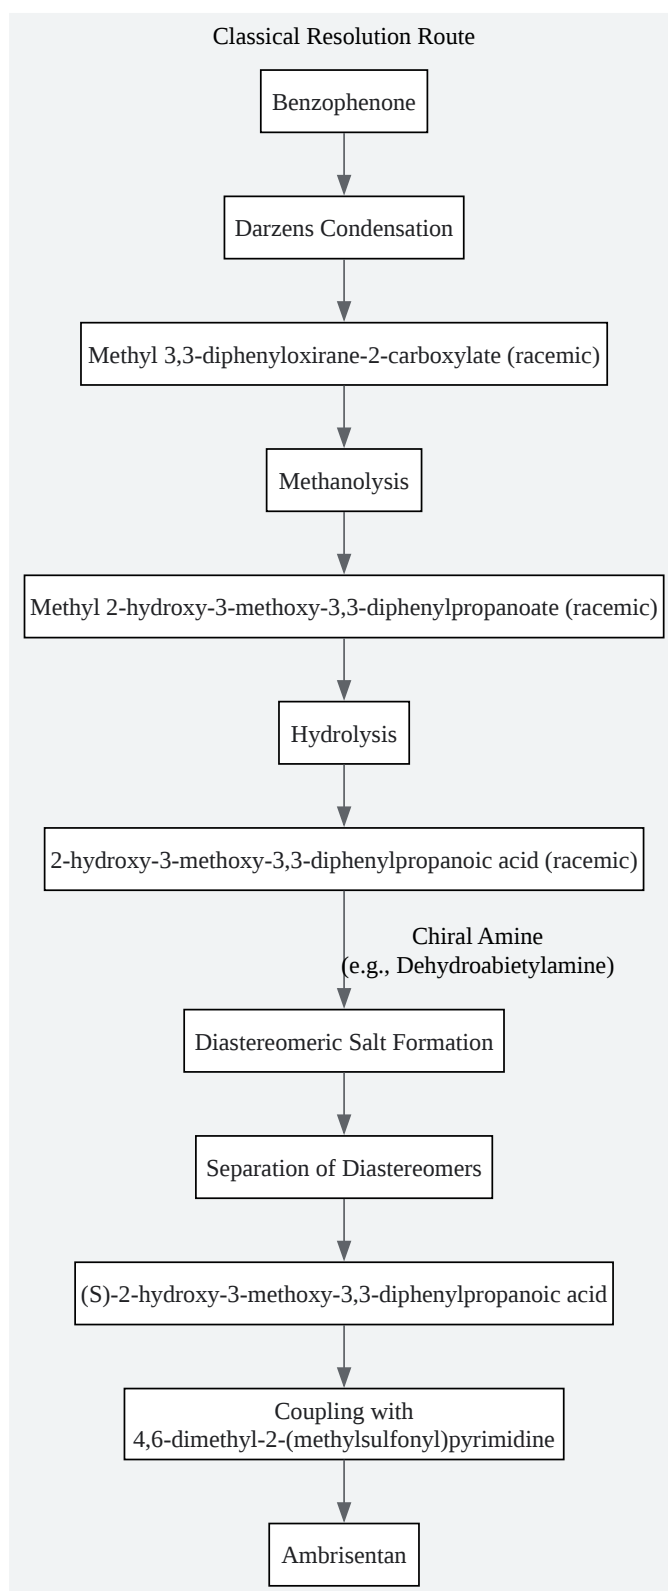 Classical Resolution Route
Benzophenone
Darzens Condensation
Methyl 3,3-diphenyloxirane-2-carboxylate (racemic)
Methanolysis
Methyl 2-hydroxy-3-methoxy-3,3-diphenylpropanoate (racemic)
Hydrolysis
2-hydroxy-3-methoxy-3,3-diphenylpropanoic acid (racemic)
Chiral Amine
(e.g., Dehydroabietylamine)
Diastereomeric Salt Formation
Separation of Diastereomers
(S)-2-hydroxy-3-methoxy-3,3-diphenylpropanoic acid
Coupling with
4,6-dimethyl-2-(methylsulfonyl)pyrimidine
Ambrisentan